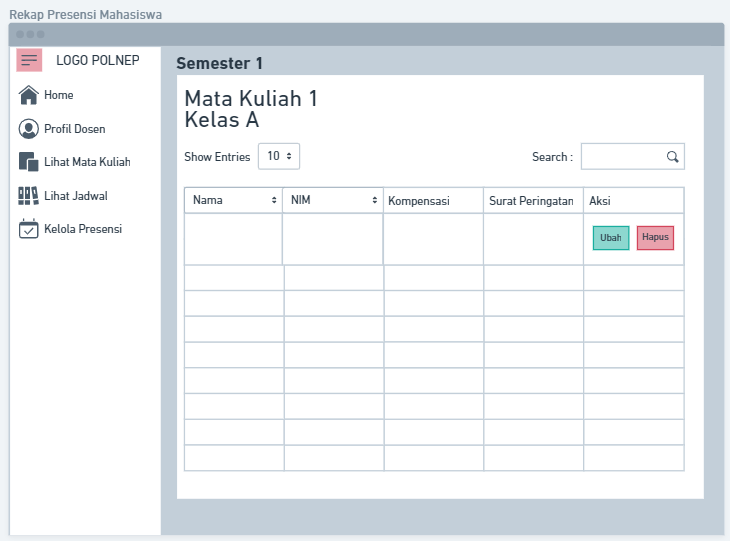 Rekap Presensi Mahasiswa
LOGO POLNEP
Home
Profil Dosen
Lihat Mata Kuliah
Lihat Jadwal
Kelola Presensi
Semester 1
Mata Kuliah 1
Kelas A
Show Entries 10 Search :
Nama NIM Kompensasi Surat Peringatan Aksi
Ubah Hapus